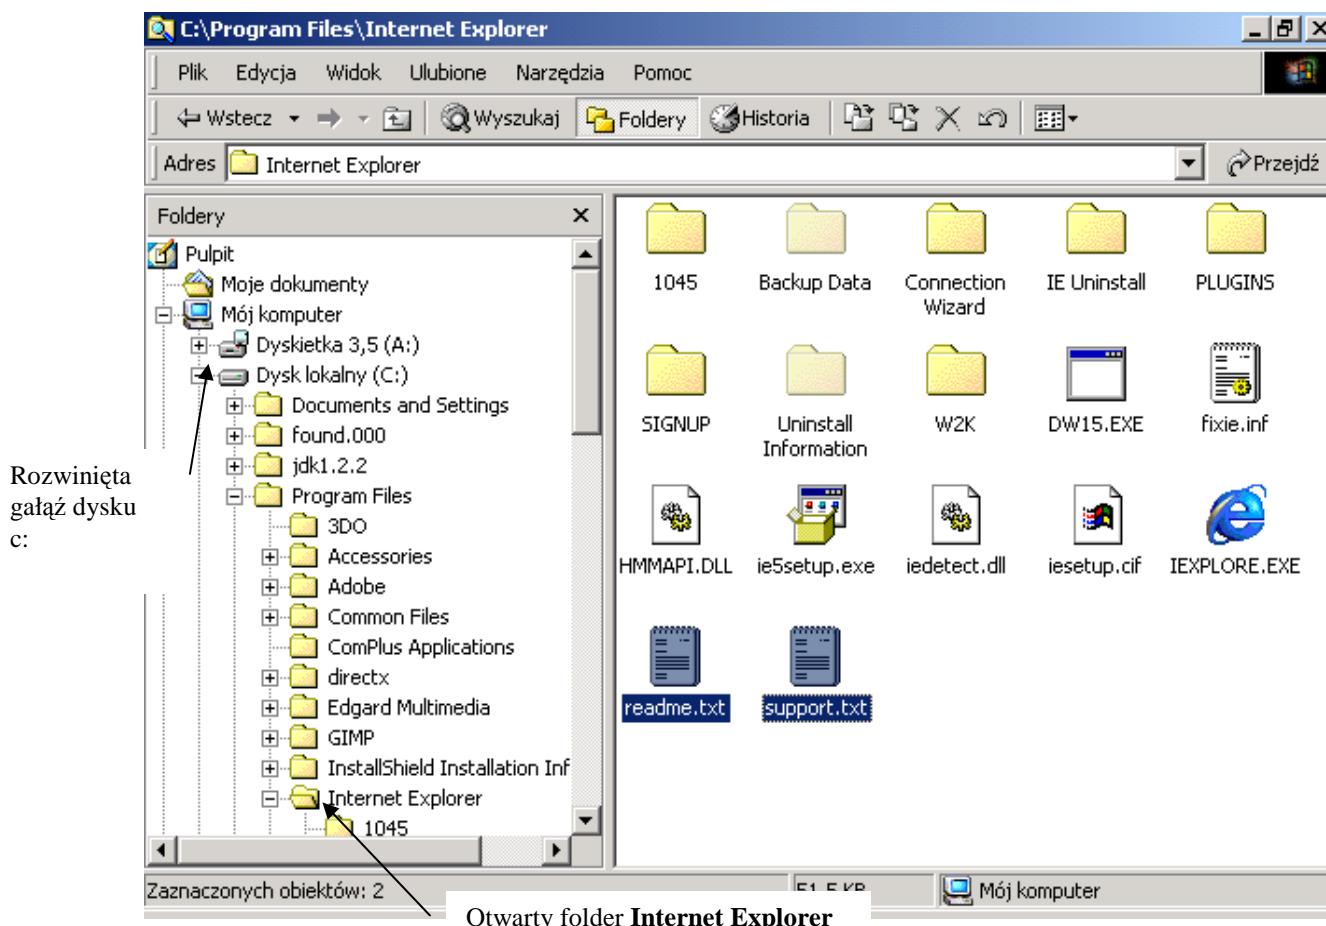 C:\Program Files\Internet Explorer
Plik Edycja Widok Ulubione Narzędzia Pomoc
Wstecz Wyszukaj Foldery Historia
Adres Internet Explorer Przejdź
Foldery
Pulpit
Moje dokumenty
Mój komputer
Dyskietka 3,5 (A:)
Dysk lokalny (C:)
Documents and Settings
found.000
jdk1.2.2
Program Files
3DO
Accessories
Adobe
Common Files
ComPlus Applications
directx
Edgard Multimedia
GIMP
InstallShield Installation Inf
Internet Explorer
1045
1045 Backup Data Connection Wizard IE Uninstall PLUGINS
SIGNUP Uninstall Information W2K DW15.EXE fixie.inf
HMMAPI.DLL ie5setup.exe iedetect.dll iesetup.cif IEXPLORE.EXE
readme.txt support.txt
Rozwinięta
gałąź dysku
c:
Zaznaczonych obiektów: 2 51,5 KB Mój komputer
Otwarty folder Internet Explorer